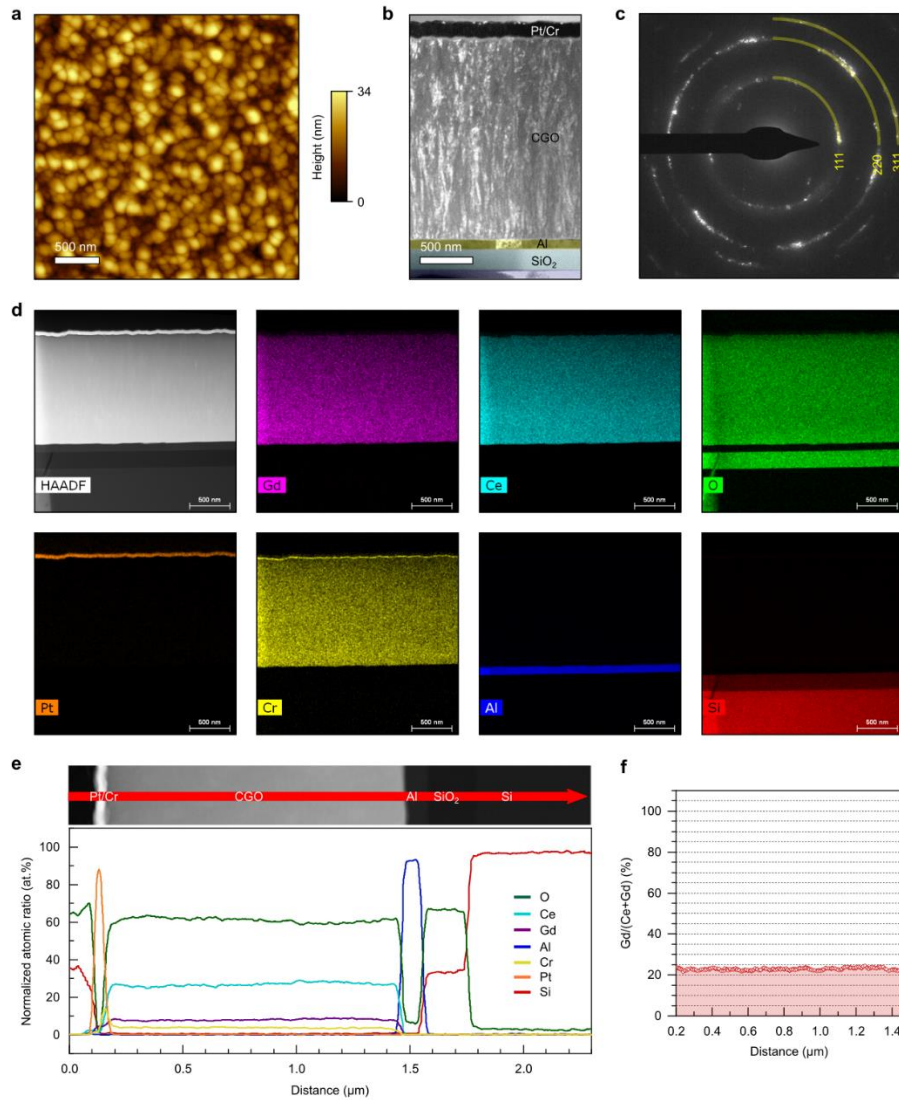 a
34
Height (nm)
0
500 nm
b
Pt/Cr
CGO
Al
SiO2
500 nm
c
111
220
311
d
HAADF
500 nm
Gd
500 nm
Ce
500 nm
O
500 nm
Pt
500 nm
Cr
500 nm
Al
500 nm
Si
500 nm
e
Pt/Cr CGO Al SiO2 Si
Normalized atomic ratio (at.%)
100
80
60
40
20
0
O
Ce
Gd
Al
Cr
Pt
Si
0.0 0.5 1.0 1.5 2.0
Distance (µm)
f
Gd/(Ce+Gd) (%)
100
80
60
40
20
0
0.2 0.4 0.6 0.8 1.0 1.2 1.4
Distance (µm)